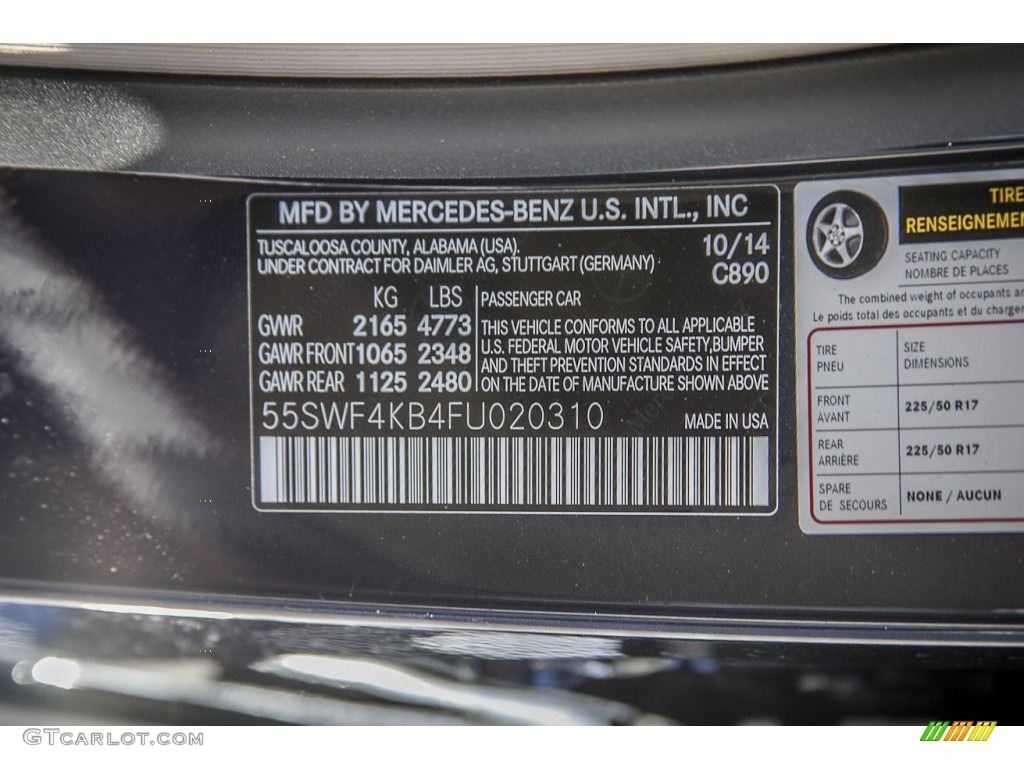 MFD BY MERCEDES-BENZ U.S. INTL., INC
TUSCALOOSA COUNTY, ALABAMA (USA).
UNDER CONTRACT FOR DAIMLER AG, STUTTGART (GERMANY)
10/14
C890
KG LBS
GVWR 2165 4773
GAWR FRONT 1065 2348
GAWR REAR 1125 2480
PASSENGER CAR
THIS VEHICLE CONFORMS TO ALL APPLICABLE
U.S. FEDERAL MOTOR VEHICLE SAFETY, BUMPER
AND THEFT PREVENTION STANDARDS IN EFFECT
ON THE DATE OF MANUFACTURE SHOWN ABOVE
55SWF4KB4FU020310
MADE IN USA
TIRE
SEATING CAPACITY
NOMBRE DE PLACES
The combined weight of occupants
Le poids total des occupants et du
TIRE
PNEU
SIZE
DIMENSIONS
FRONT
AVANT
225/50 R17
REAR
ARRIÈRE
225/50 R17
SPARE
DE SECOURS
NONE / AUCUN
GTCARLOT.COM